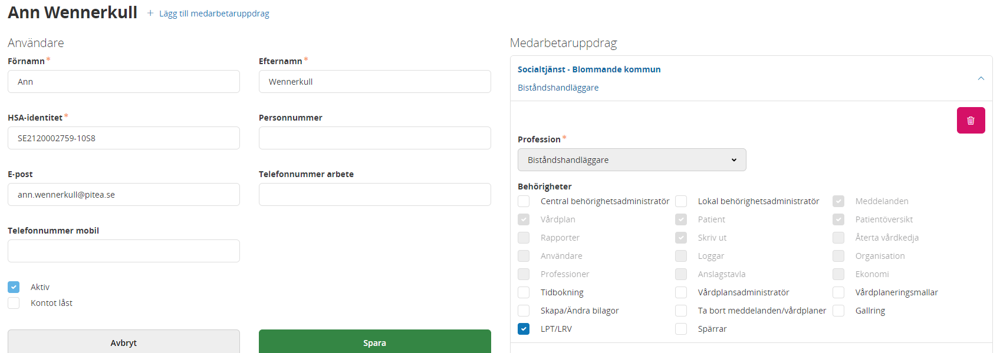 Ann Wennerkull + Lägg till medarbetaruppdrag
Användare
Förnamn*
Ann
Efternamn*
Wennerkull
HSA-identitet*
SE2120002759-10S8
Personnummer
E-post
ann.wennerkull@pitea.se
Telefonnummer arbete
Telefonnummer mobil
Aktiv
Kontot låst
Avbryt
Spara
Medarbetaruppdrag
Socialtjänst - Blommande kommun
Biståndshandläggare
Profession*
Biståndshandläggare
Behörigheter
Central behörighetsadministratör Lokal behörighetsadministratör Meddelanden
Vårdplan Patient Patientöversikt
Rapporter Skriv ut Återta vårdkedja
Användare Loggar Organisation
Professioner Anslagstavla Ekonomi
Tidbokning Vårdplansadministratör Vårdplaneringsmallar
Skapa/Ändra bilagor Ta bort meddelanden/vårdplaner Gallring
LPT/LRV Spärrar